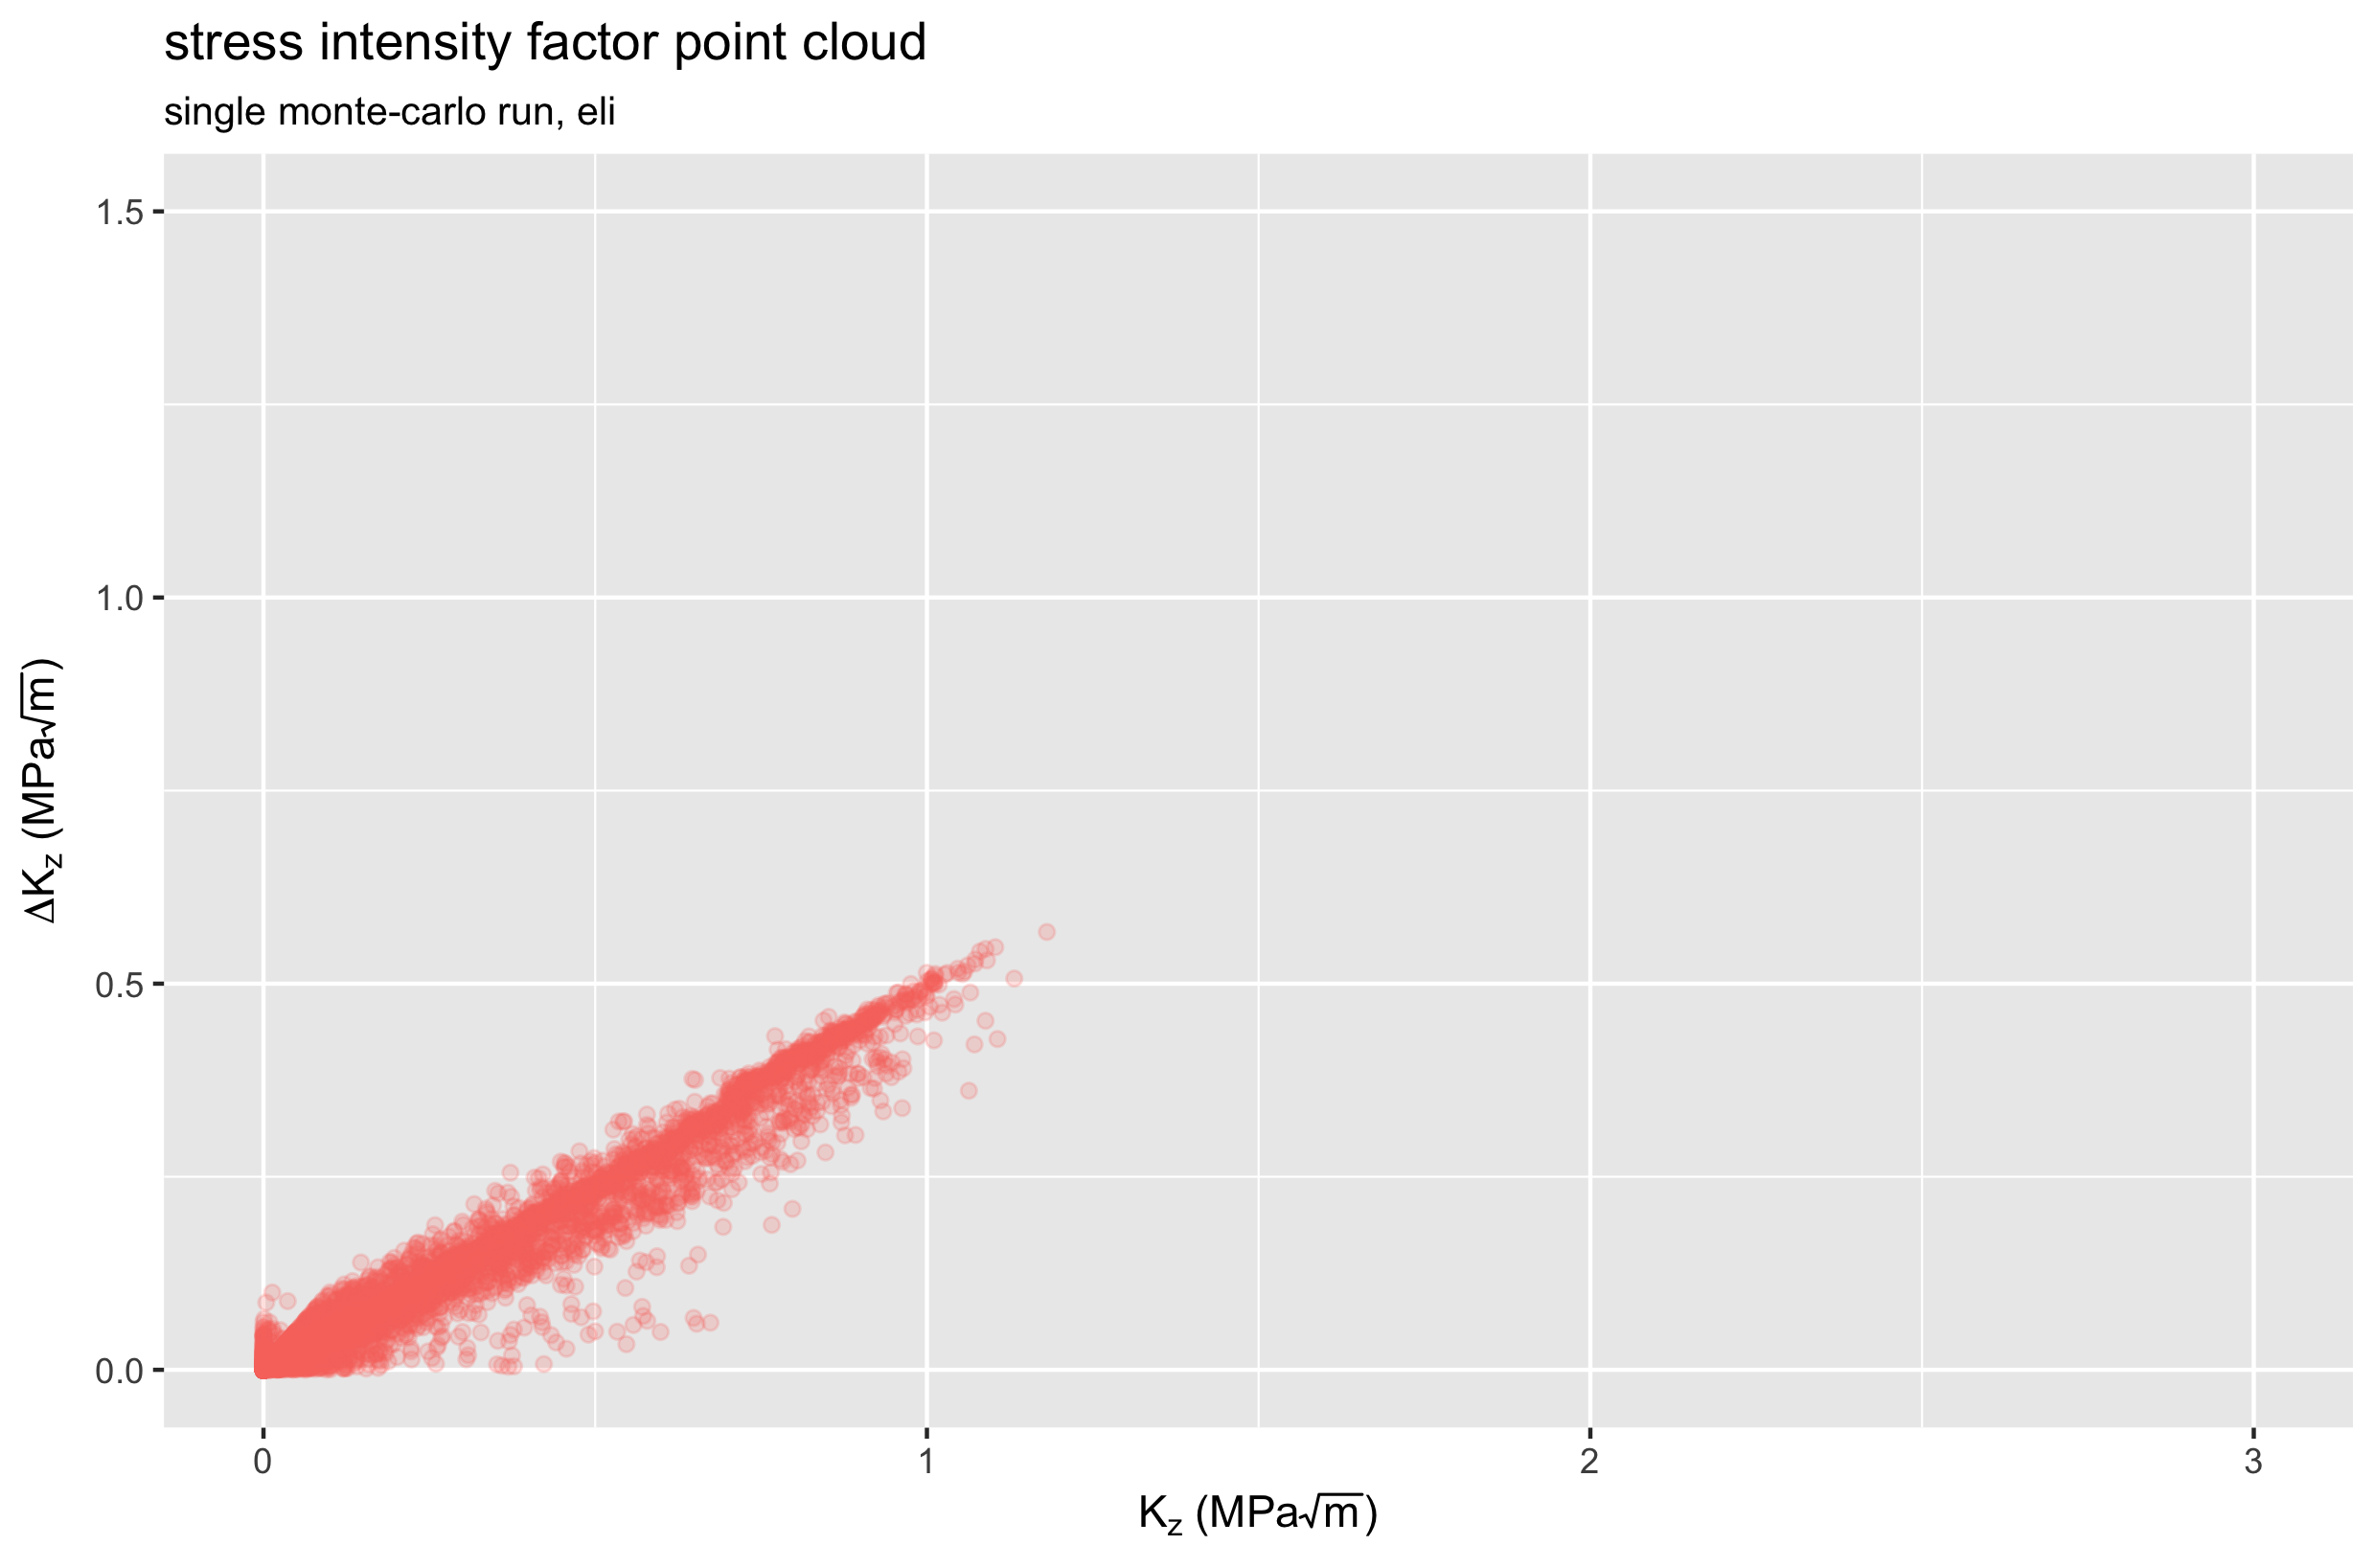 stress intensity factor point cloud
single monte-carlo run, eli
1.5
1.0
0.5
0.0
ΔKz (MPa√m)
0 1 2 3
Kz (MPa√m)